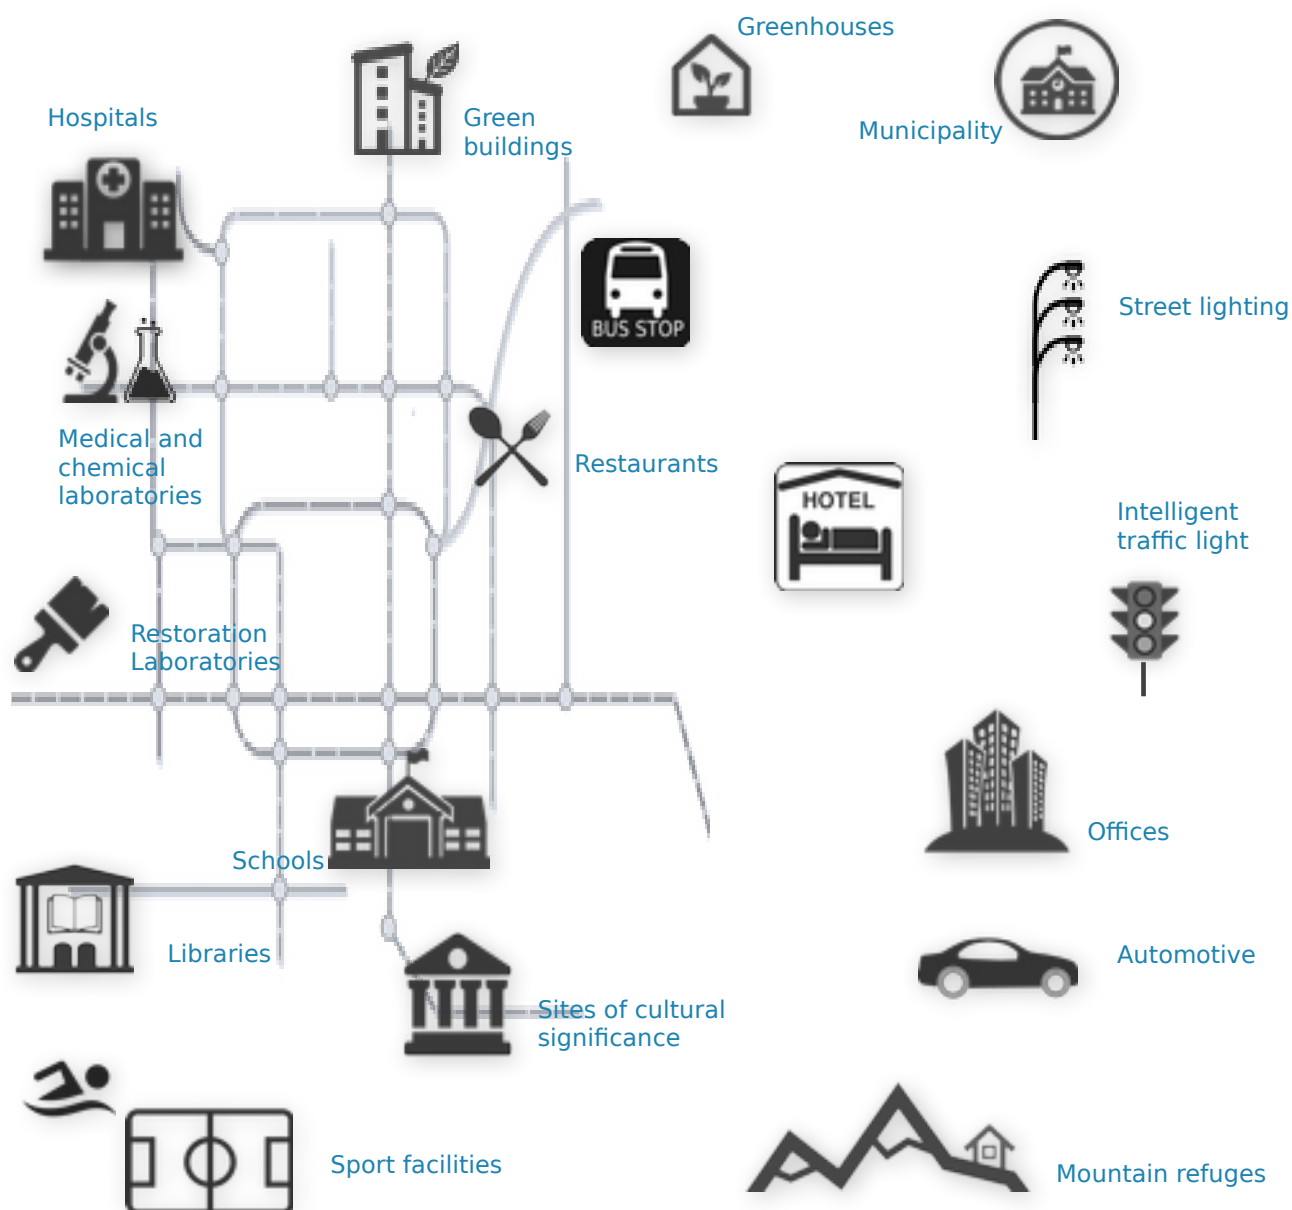 Greenhouses
Hospitals
Green
buildings
Municipality
BUS STOP
Street lighting
Medical and
chemical
laboratories
Restaurants
HOTEL
Intelligent
traffic light
Restoration
Laboratories
Offices
Schools
Libraries
Automotive
Sites of cultural
significance
Sport facilities
Mountain refuges